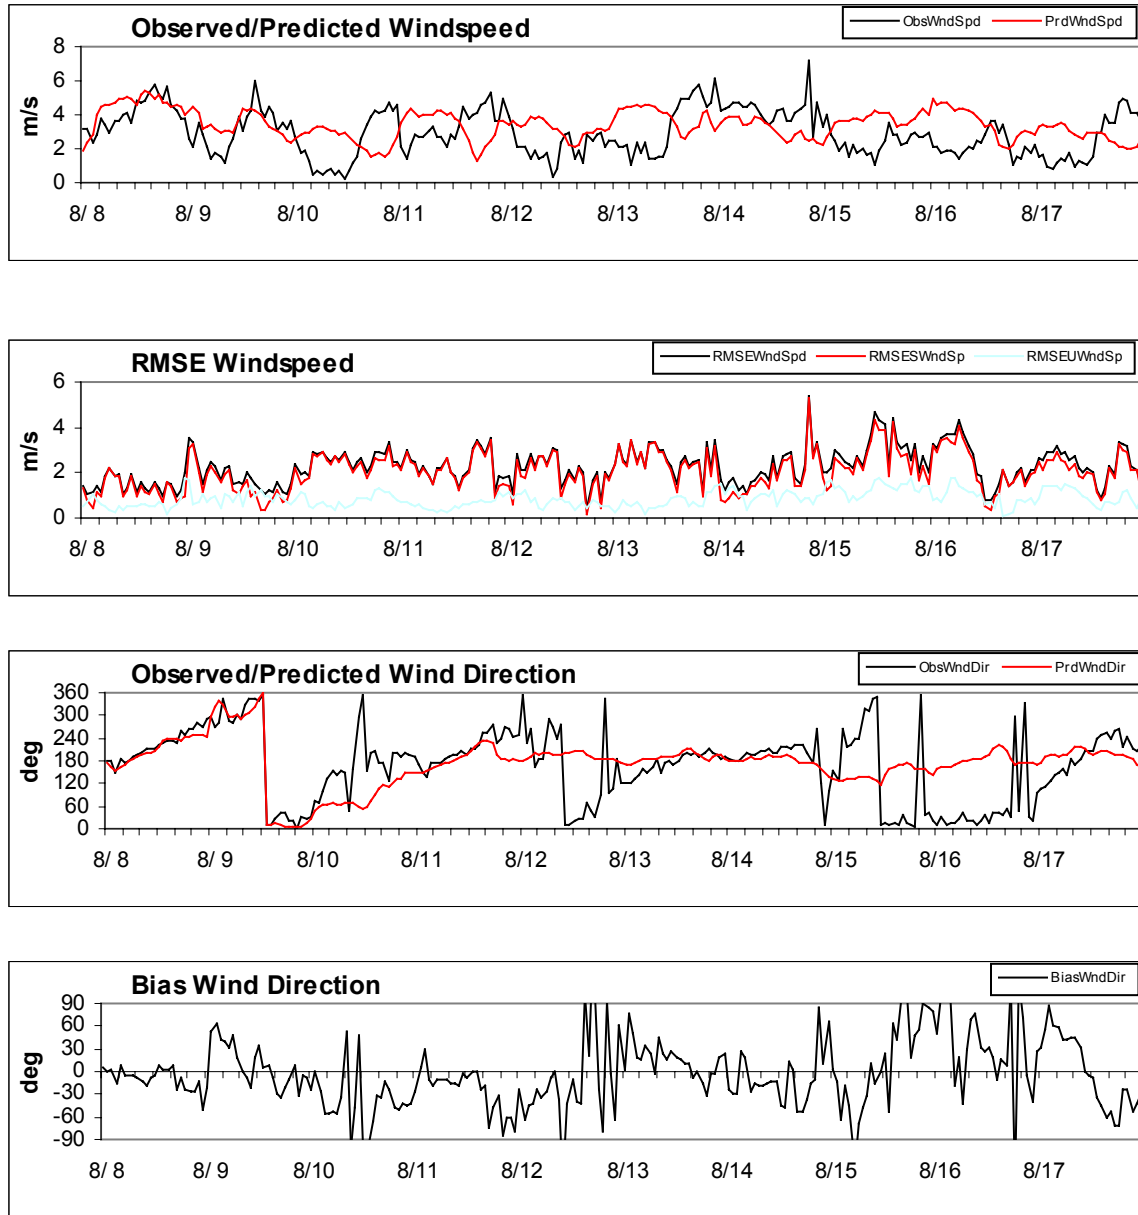 Observed/Predicted Windspeed
ObsWndSpd PrdWndSpd
8
6
4
2
0
m/s
8/ 8 8/ 9 8/10 8/11 8/12 8/13 8/14 8/15 8/16 8/17
RMSE Windspeed
RMSEWndSpd RMSESWndSp RMSEUWndSp
6
4
2
0
m/s
8/ 8 8/ 9 8/10 8/11 8/12 8/13 8/14 8/15 8/16 8/17
Observed/Predicted Wind Direction
ObsWndDir PrdWndDir
360
300
240
180
120
60
0
deg
8/ 8 8/ 9 8/10 8/11 8/12 8/13 8/14 8/15 8/16 8/17
Bias Wind Direction
BiasWndDir
90
60
30
0
-30
-60
-90
deg
8/ 8 8/ 9 8/10 8/11 8/12 8/13 8/14 8/15 8/16 8/17